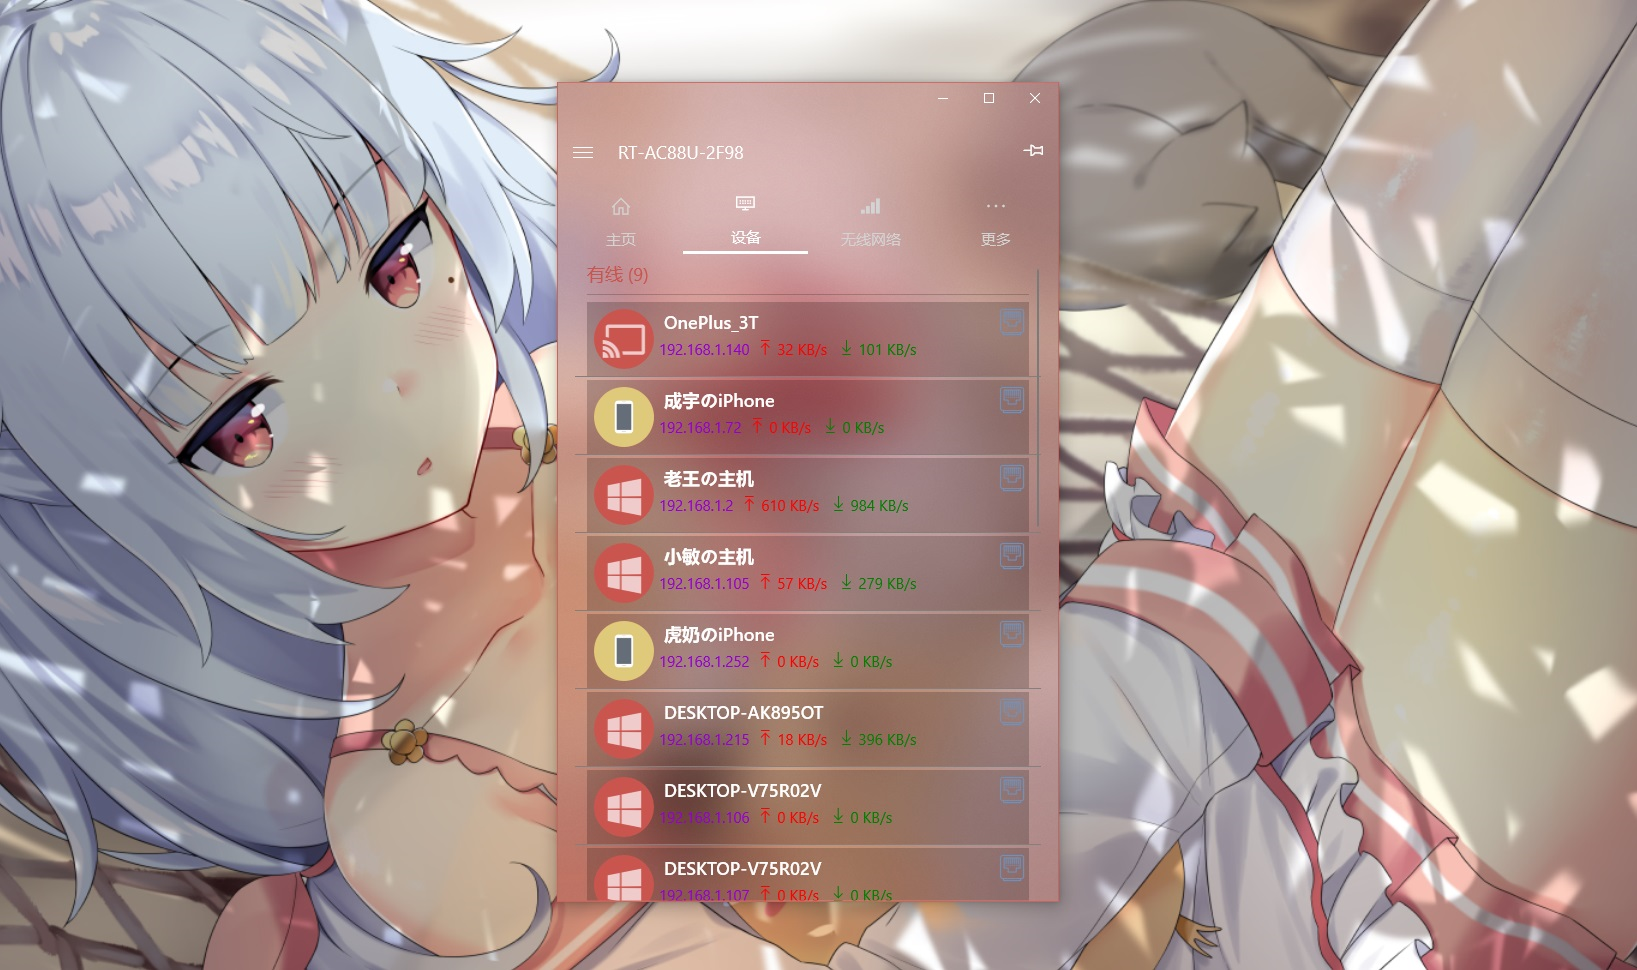 RT-AC88U-2F98
主页
设备
无线网络
更多
有线 (9)
OnePlus_3T
192.168.1.140 32 KB/s 101 KB/s
成宇のiPhone
192.168.1.72 0 KB/s 0 KB/s
老王の主机
192.168.1.2 610 KB/s 984 KB/s
小敏の主机
192.168.1.105 57 KB/s 279 KB/s
虎奶のiPhone
192.168.1.252 0 KB/s 0 KB/s
DESKTOP-AK895OT
192.168.1.215 18 KB/s 396 KB/s
DESKTOP-V75R02V
192.168.1.106 0 KB/s 0 KB/s
DESKTOP-V75R02V
192.168.1.107 0 KB/s 0 KB/s